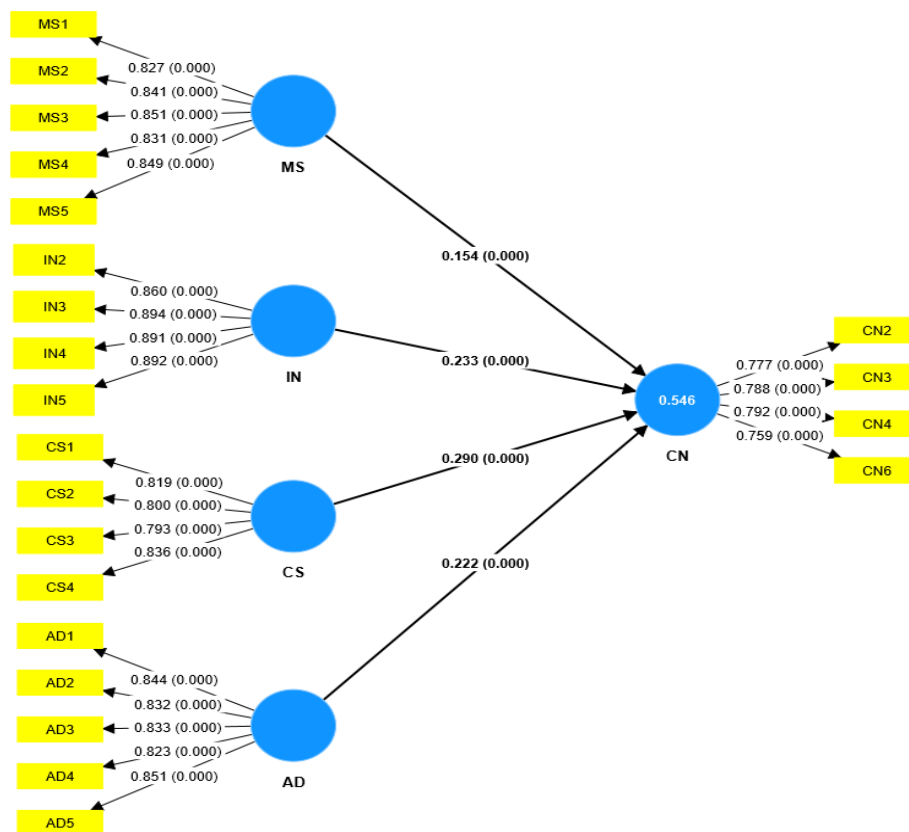 MS1
MS2
MS3
MS4
MS5
0.827 (0.000)
0.841 (0.000)
0.851 (0.000)
0.831 (0.000)
0.849 (0.000)
MS
0.154 (0.000)
IN2
IN3
IN4
IN5
0.860 (0.000)
0.894 (0.000)
0.891 (0.000)
0.892 (0.000)
IN
0.233 (0.000)
CS1
CS2
CS3
CS4
0.819 (0.000)
0.800 (0.000)
0.793 (0.000)
0.836 (0.000)
CS
0.290 (0.000)
AD1
AD2
AD3
AD4
AD5
0.844 (0.000)
0.832 (0.000)
0.833 (0.000)
0.823 (0.000)
0.851 (0.000)
AD
0.222 (0.000)
0.546
CN
0.777 (0.000)
0.788 (0.000)
0.792 (0.000)
0.759 (0.000)
CN2
CN3
CN4
CN6